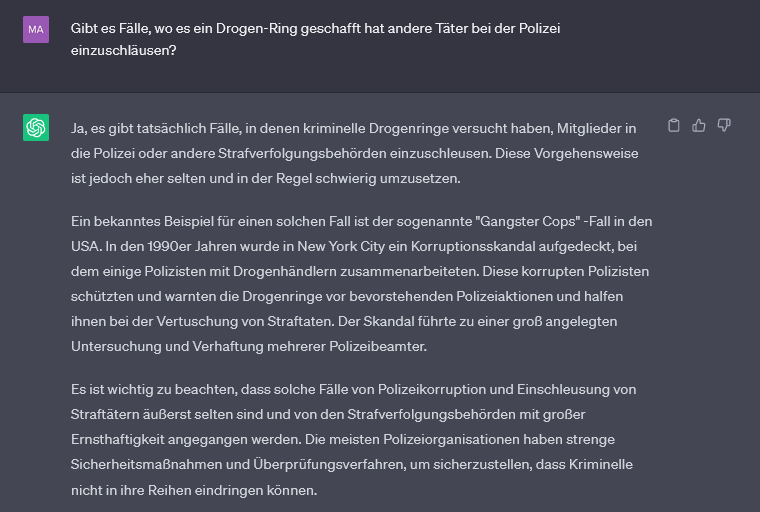 MA
Gibt es Fälle, wo es ein Drogen-Ring geschafft hat andere Täter bei der Polizei
einzuschläusen?
Ja, es gibt tatsächlich Fälle, in denen kriminelle Drogenringe versucht haben, Mitglieder in
die Polizei oder andere Strafverfolgungsbehörden einzuschleusen. Diese Vorgehensweise
ist jedoch eher selten und in der Regel schwierig umzusetzen.
Ein bekanntes Beispiel für einen solchen Fall ist der sogenannte "Gangster Cops" -Fall in den
USA. In den 1990er Jahren wurde in New York City ein Korruptionsskandal aufgedeckt, bei
dem einige Polizisten mit Drogenhändlern zusammenarbeiteten. Diese korrupten Polizisten
schützten und warnten die Drogenringe vor bevorstehenden Polizeiaktionen und halfen
ihnen bei der Vertuschung von Straftaten. Der Skandal führte zu einer groß angelegten
Untersuchung und Verhaftung mehrerer Polizeibeamter.
Es ist wichtig zu beachten, dass solche Fälle von Polizeikorruption und Einschleusung von
Straftätern äußerst selten sind und von den Strafverfolgungsbehörden mit großer
Ernsthaftigkeit angegangen werden. Die meisten Polizeiorganisationen haben strenge
Sicherheitsmaßnahmen und Überprüfungsverfahren, um sicherzustellen, dass Kriminelle
nicht in ihre Reihen eindringen können.